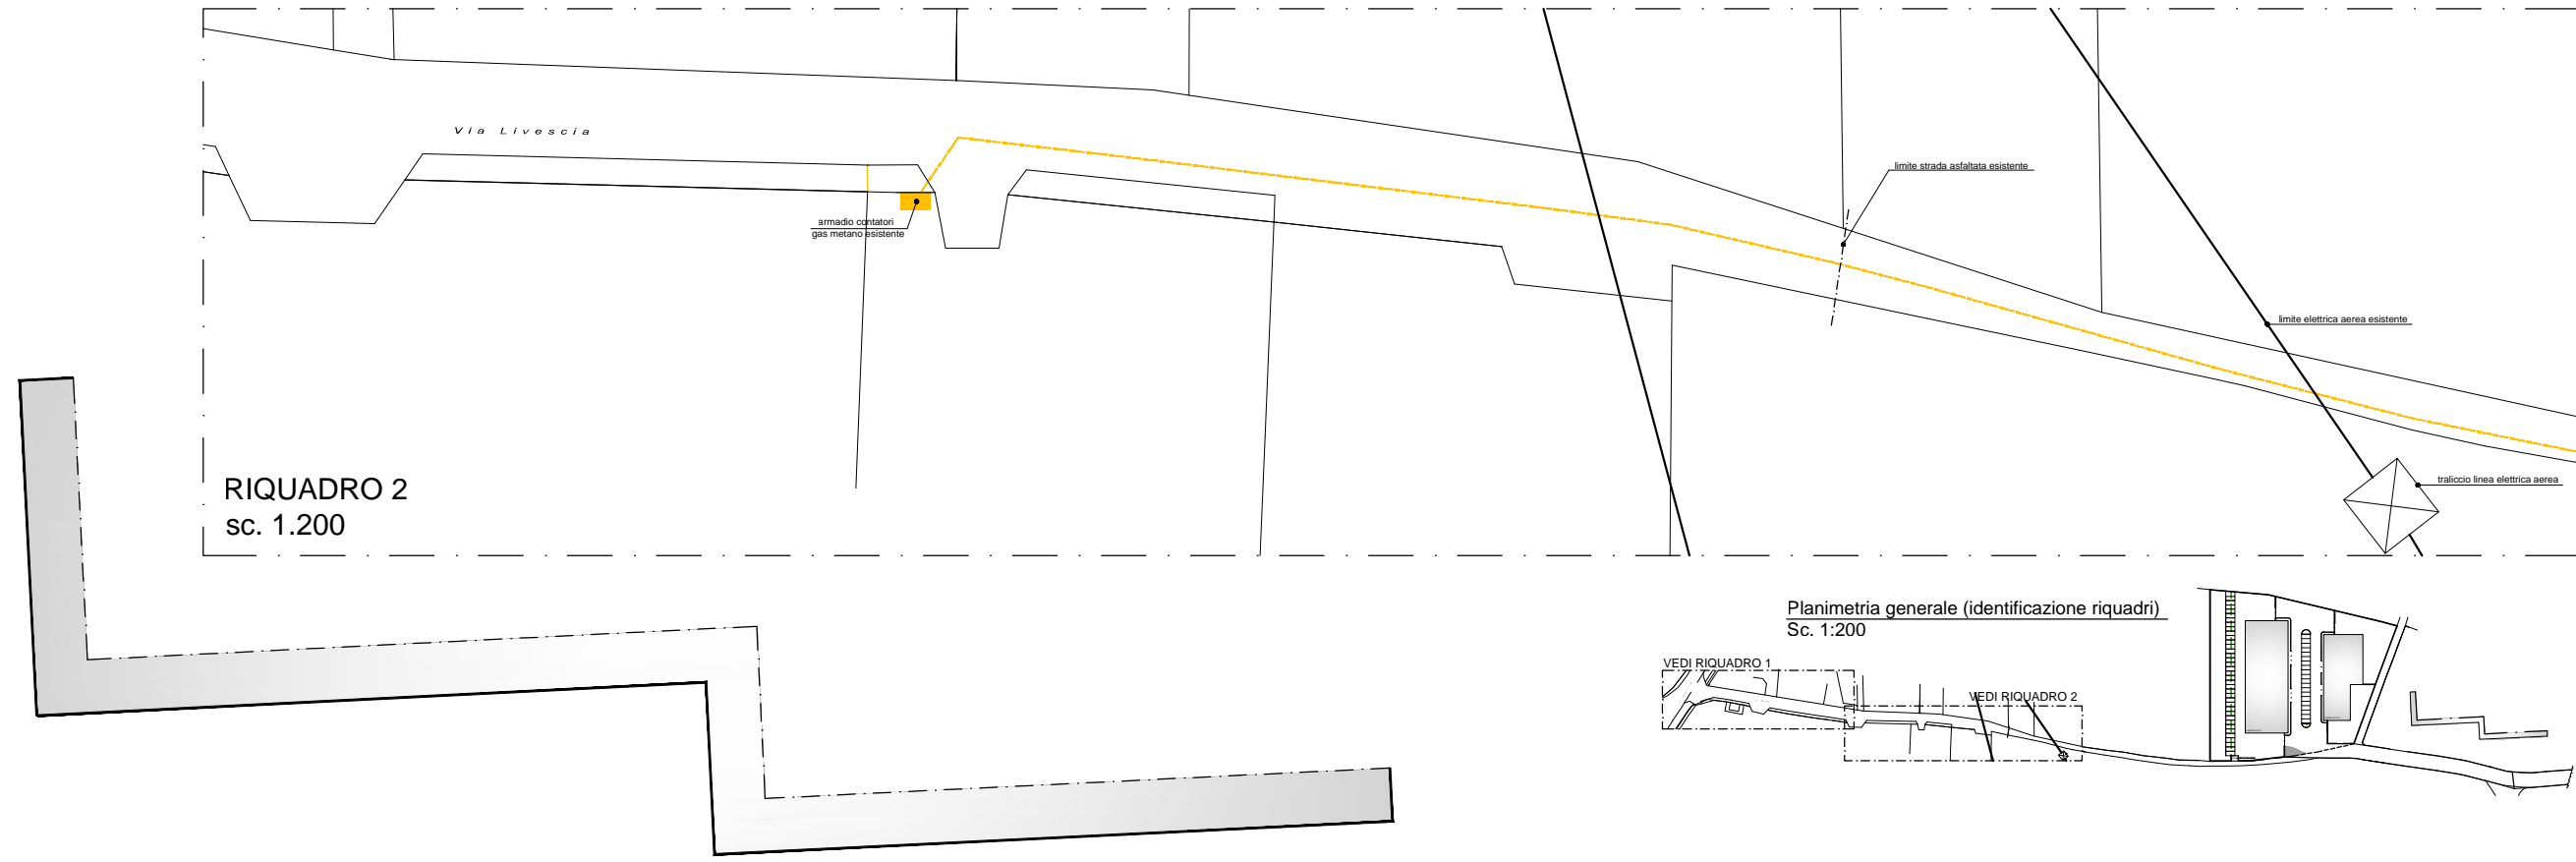 Via Livescia
limite strada asfaltata esistente
armadio contatori
gas metano esistente
limite elettrica aerea esistente
traliccio linea elettrica aerea
RIQUADRO 2
sc. 1.200
Planimetria generale (identificazione riquadri)
Sc. 1:200
VEDI RIQUADRO 1
VEDI RIQUADRO 2